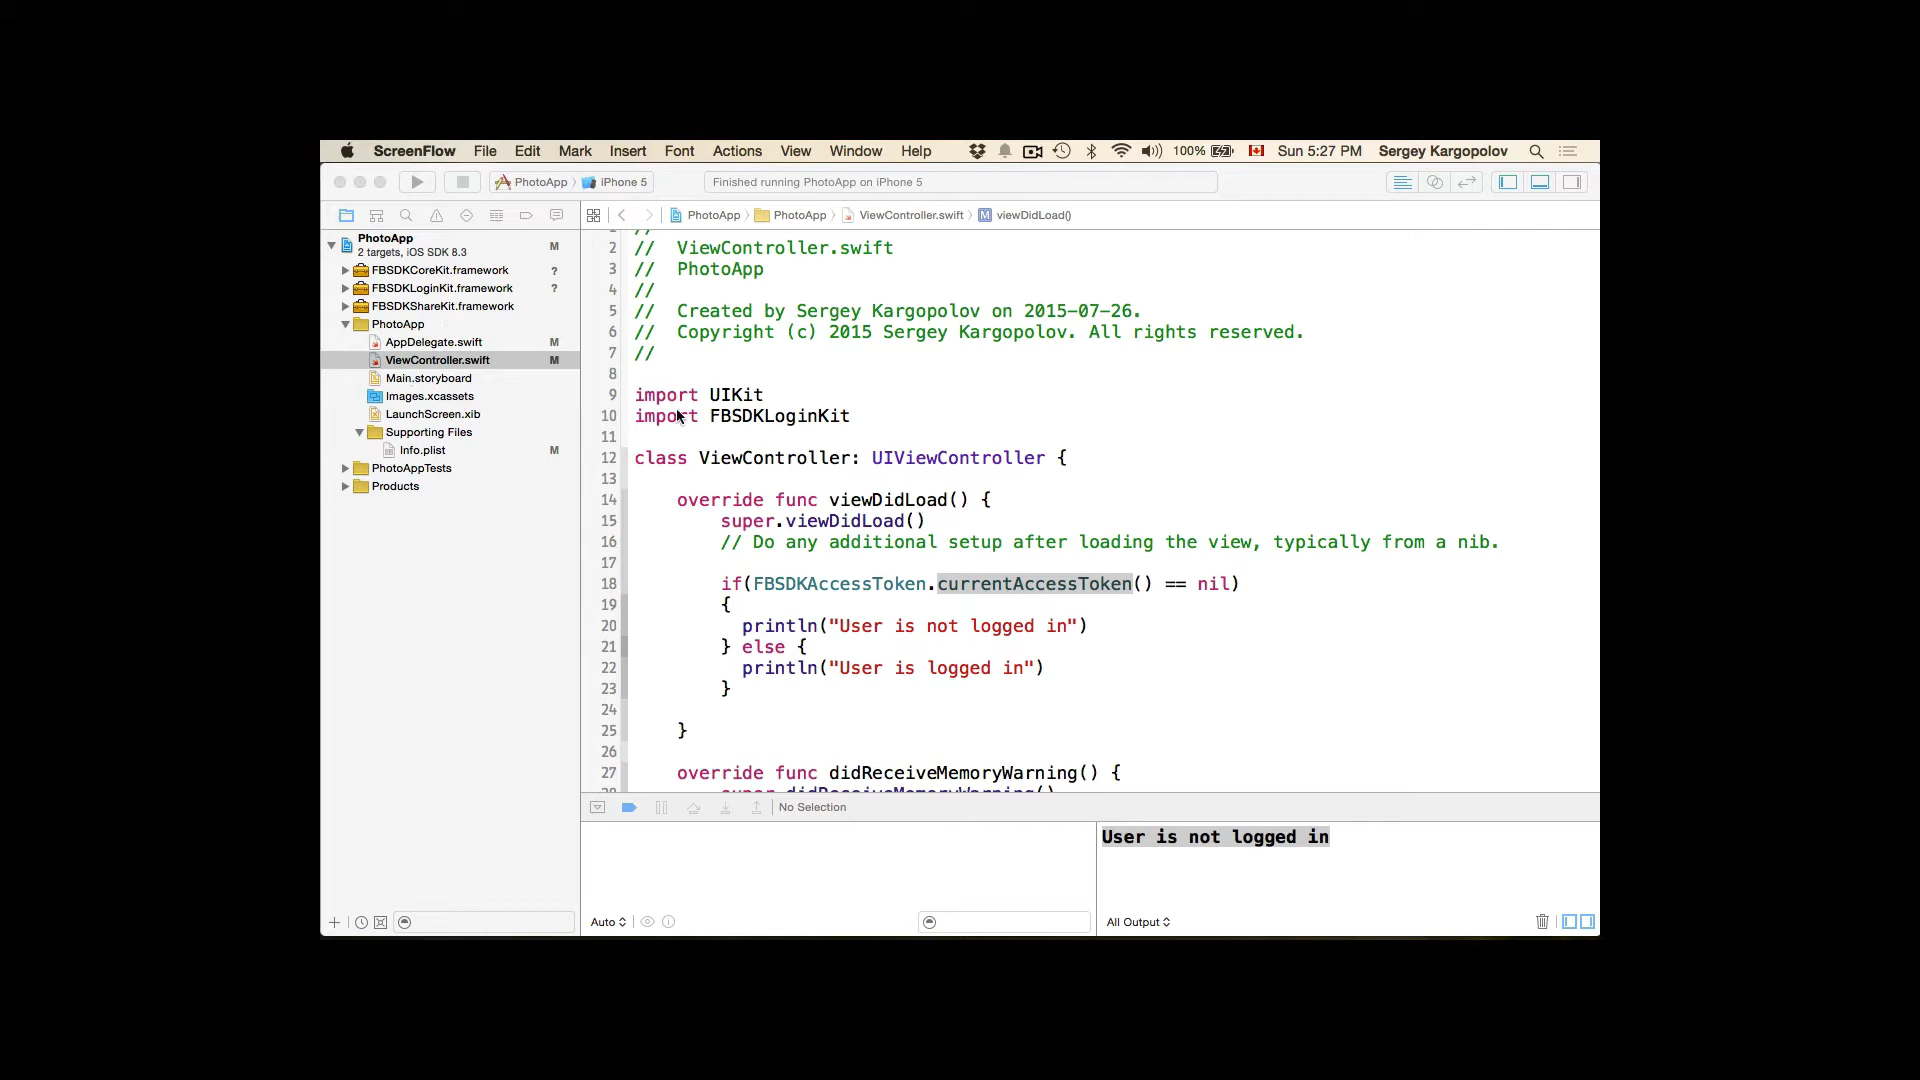 ScreenFlow File Edit Mark Insert Font Actions View Window Help 100% Sun 5:27 PM Sergey Kargopolov
PhotoApp iPhone 5 Finished running PhotoApp on iPhone 5
PhotoApp PhotoApp ViewController.swift M viewDidLoad()
PhotoApp M
2 targets, iOS SDK 8.3
FBSDKCoreKit.framework ?
FBSDKLoginKit.framework ?
FBSDKShareKit.framework
PhotoApp
AppDelegate.swift M
ViewController.swift M
Main.storyboard
Images.xcassets
LaunchScreen.xib
Supporting Files
Info.plist M
PhotoAppTests
Products
1 //
2 // ViewController.swift
3 // PhotoApp
4 //
5 // Created by Sergey Kargopolov on 2015-07-26.
6 // Copyright (c) 2015 Sergey Kargopolov. All rights reserved.
7 //
8
9 import UIKit
10 import FBSDKLoginKit
11
12 class ViewController: UIViewController {
13
14 override func viewDidLoad() {
15 super.viewDidLoad()
16 // Do any additional setup after loading the view, typically from a nib.
17
18 if(FBSDKAccessToken.currentAccessToken() == nil)
19 {
20 println("User is not logged in")
21 } else {
22 println("User is logged in")
23 }
24
25 }
26
27 override func didReceiveMemoryWarning() {
28 super.didReceiveMemoryWarning()
No Selection
User is not logged in
Auto
All Output